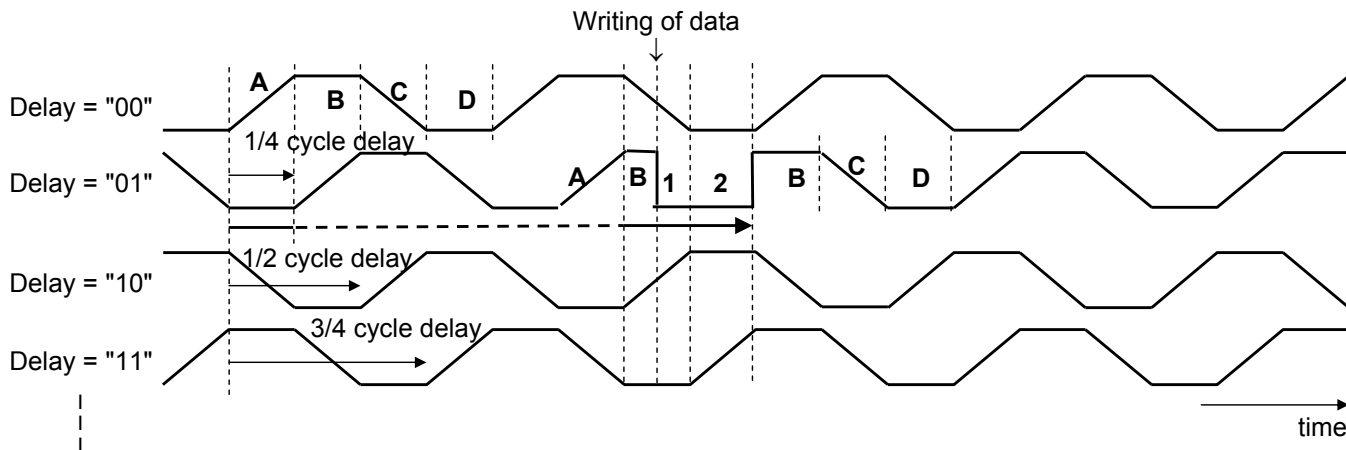 Writing of data
↓
A B C D
Delay = "00"
1/4 cycle delay
A B 1 2 B C D
Delay = "01"
1/2 cycle delay
Delay = "10"
3/4 cycle delay
Delay = "11"
time